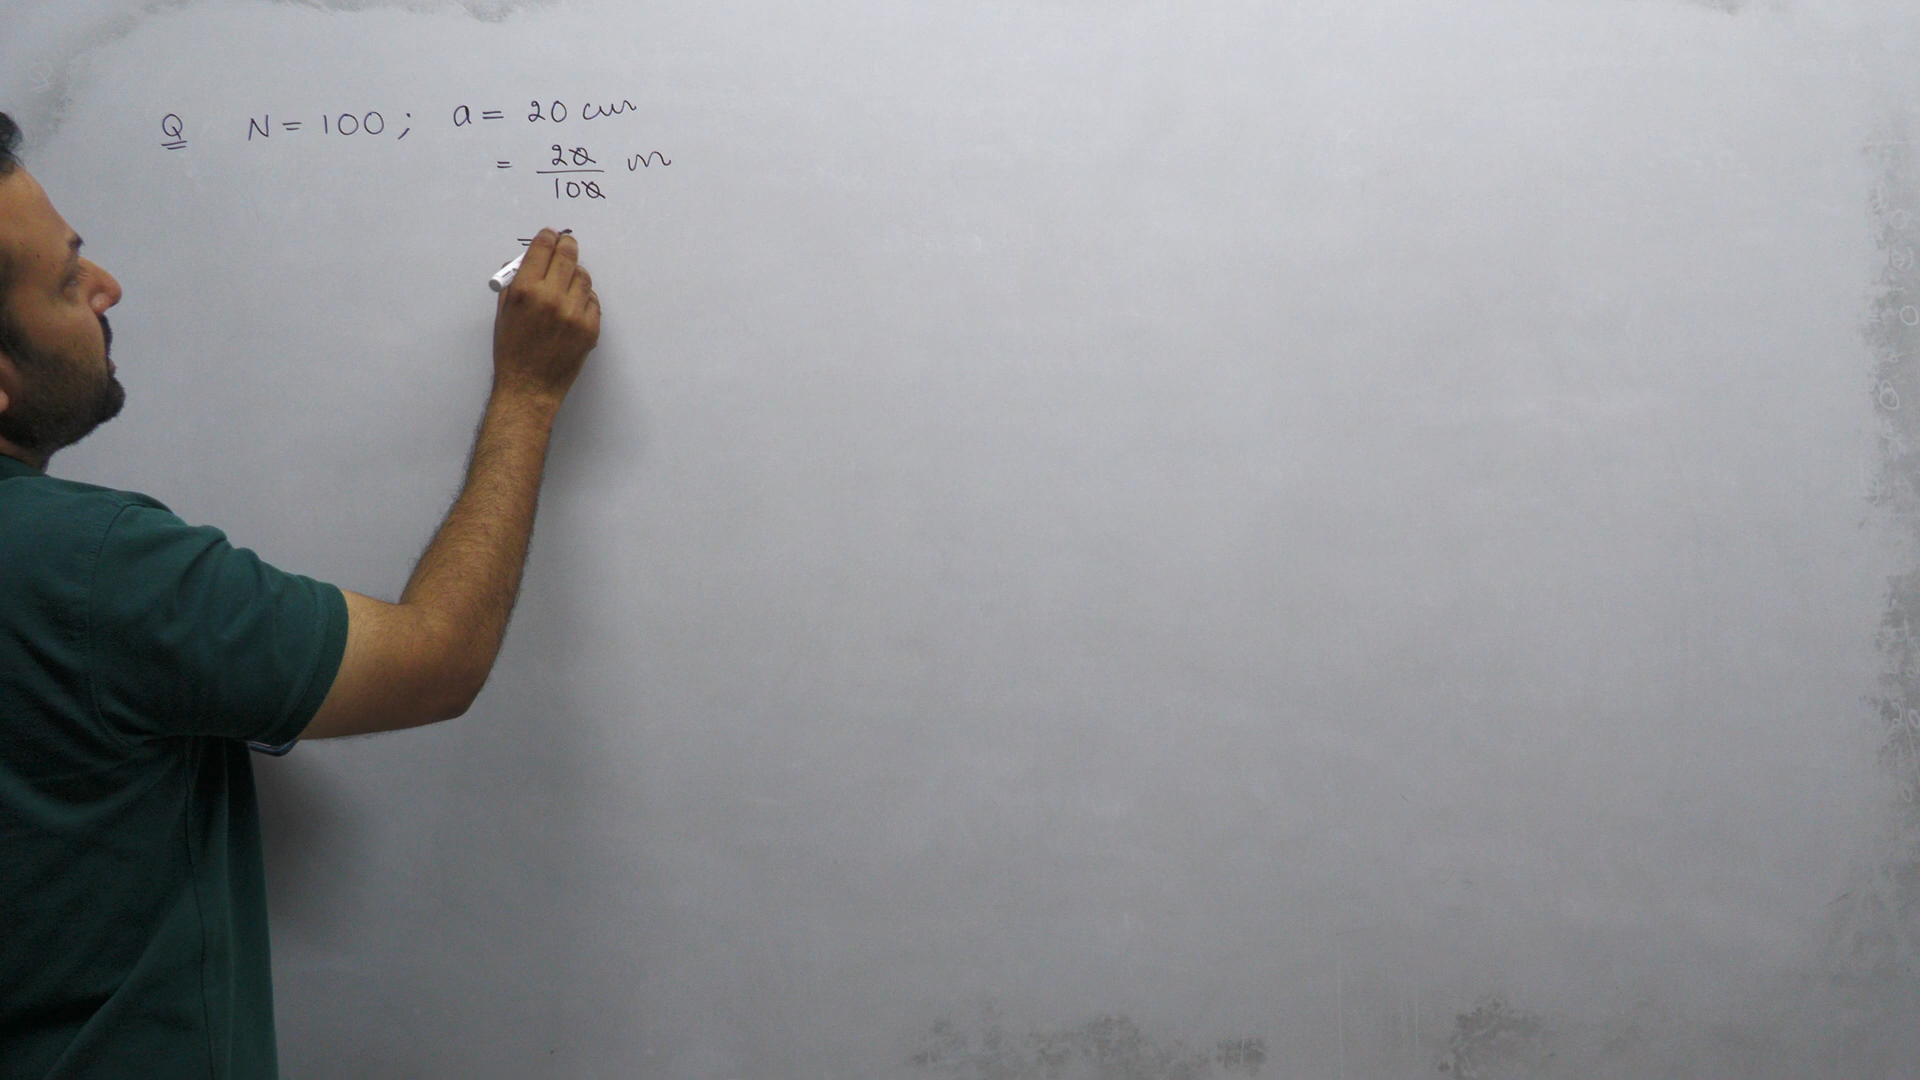 Q N = 100 ; a = 20 cm
= 20/100 m
=